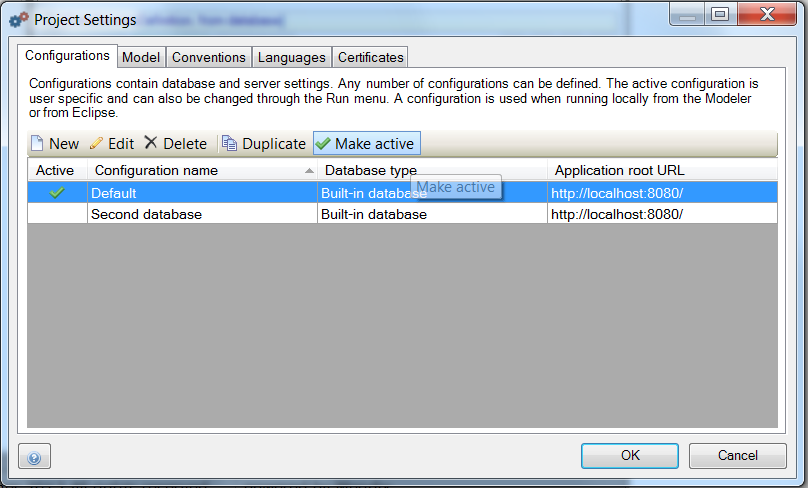 Project Settings
Configurations Model Conventions Languages Certificates
Configurations contain database and server settings. Any number of configurations can be defined. The active configuration is
user specific and can also be changed through the Run menu. A configuration is used when running locally from the Modeler
or from Eclipse.
New Edit Delete Duplicate Make active
Active Configuration name Database type Application root URL
Make active
Default Built-in database http://localhost:8080/
Second database Built-in database http://localhost:8080/
OK Cancel